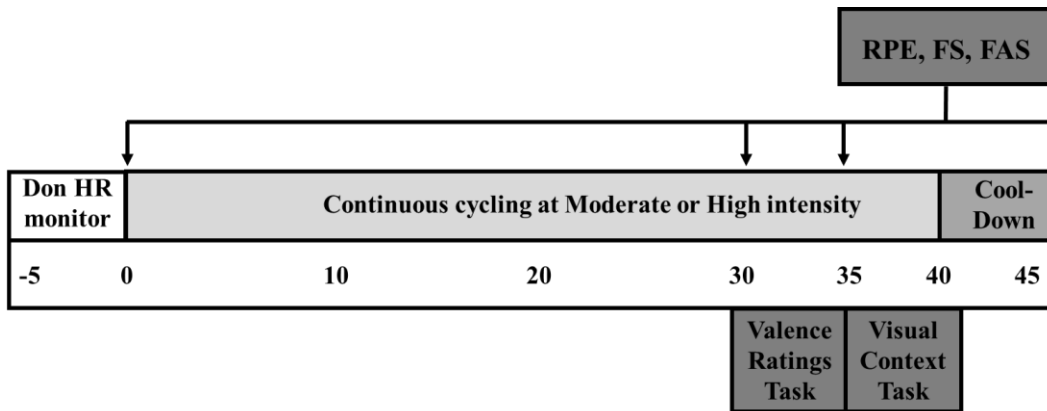 RPE, FS, FAS
Don HR
monitor
Continuous cycling at Moderate or High intensity
Cool-
Down
-5 0 10 20 30 35 40 45
Valence
Ratings
Task
Visual
Context
Task